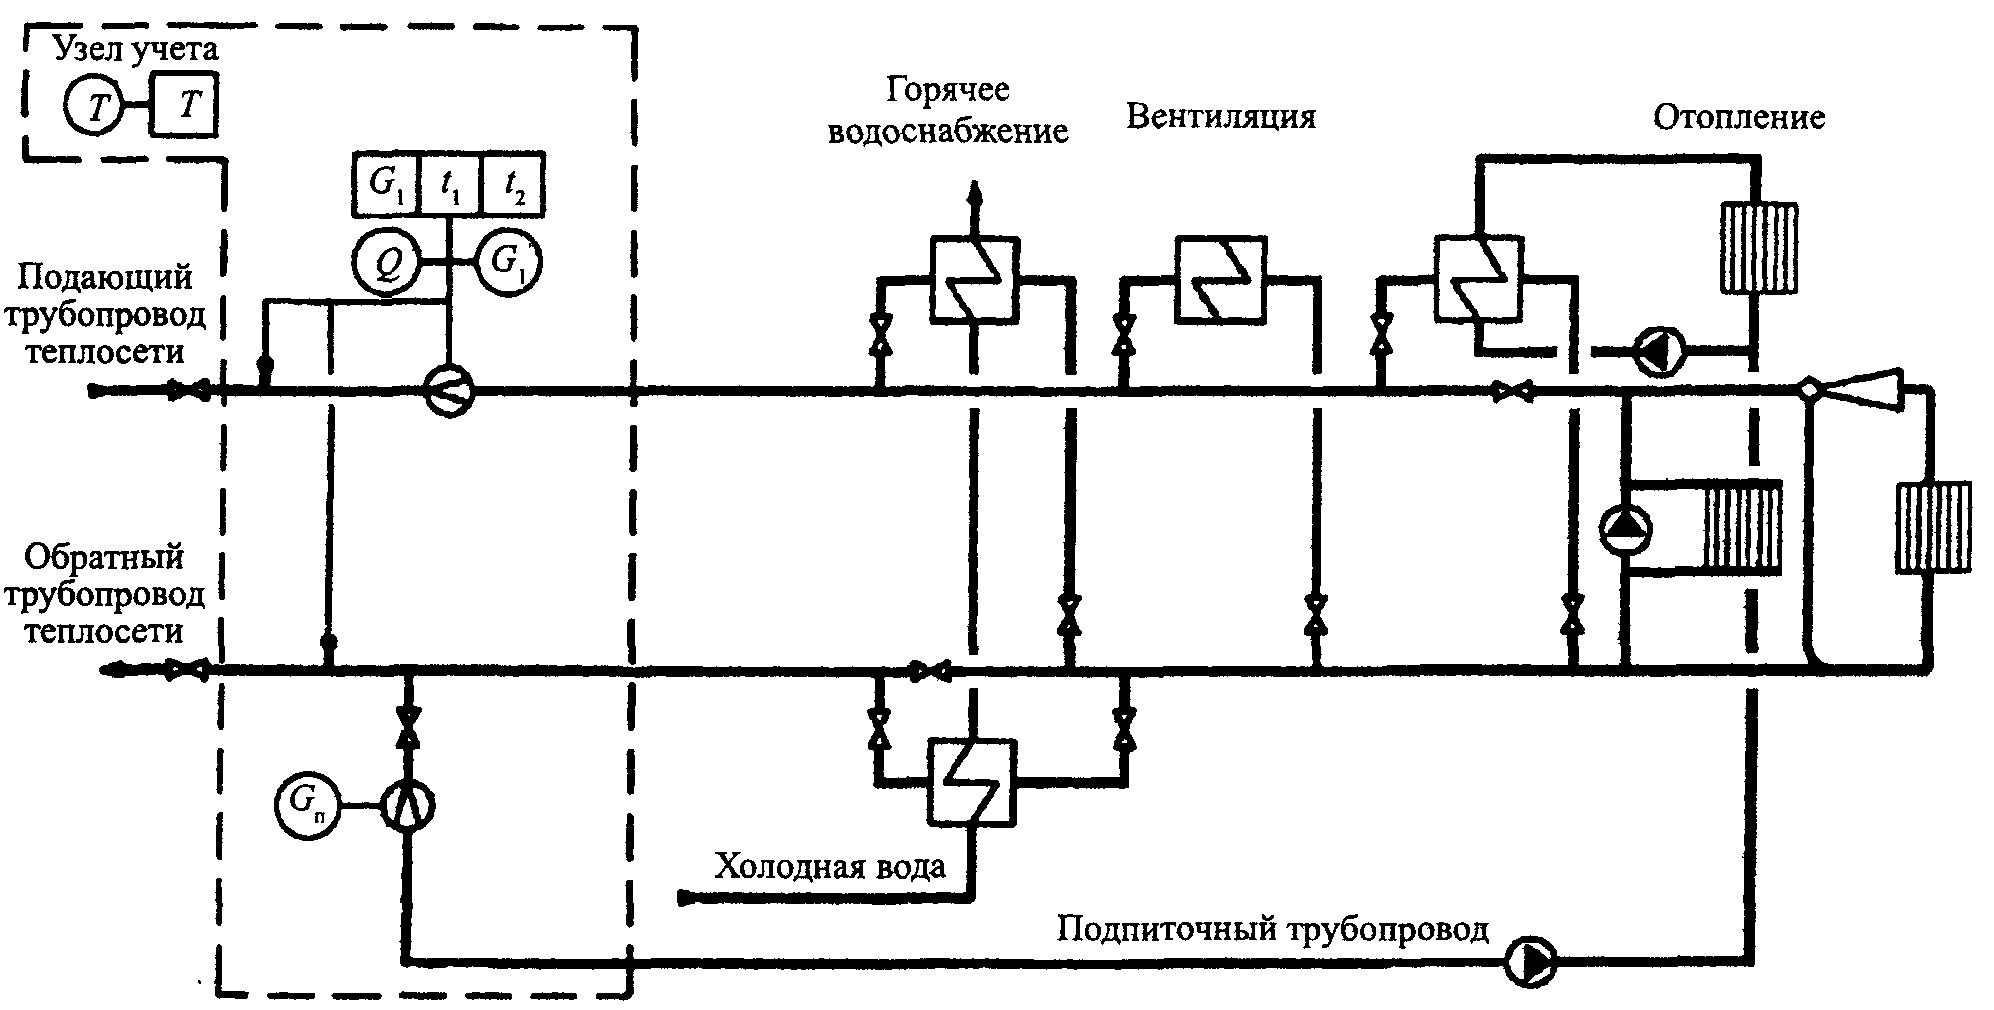 Узел учета
T T
Горячее
водоснабжение
Вентиляция
Отопление
G₁ t₁ t₂
Q G₁
Подающий
трубопровод
теплосети
Обратный
трубопровод
теплосети
Gп
Холодная вода
Подпиточный трубопровод